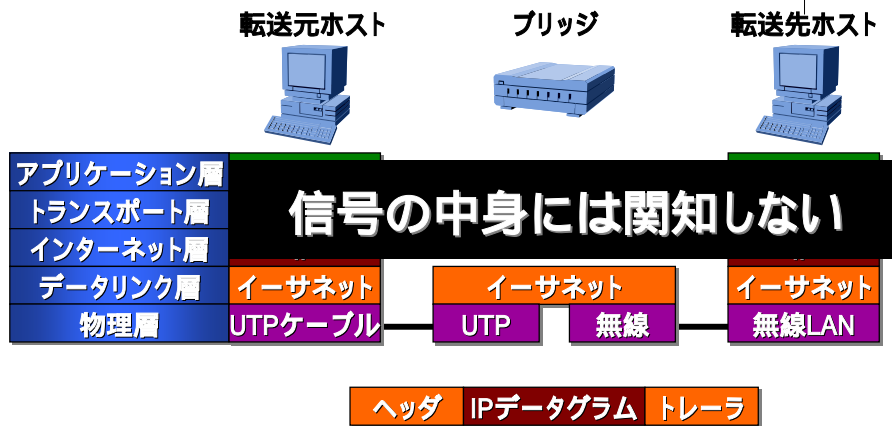 転送元ホスト
ブリッジ
転送先ホスト
アプリケーション層
トランスポート層
信号の中身には関知しない
インターネット層
データリンク層
イーサネット
イーサネット
イーサネット
物理層
UTPケーブル
UTP
無線
無線LAN
ヘッダ
IPデータグラム
トレーラ